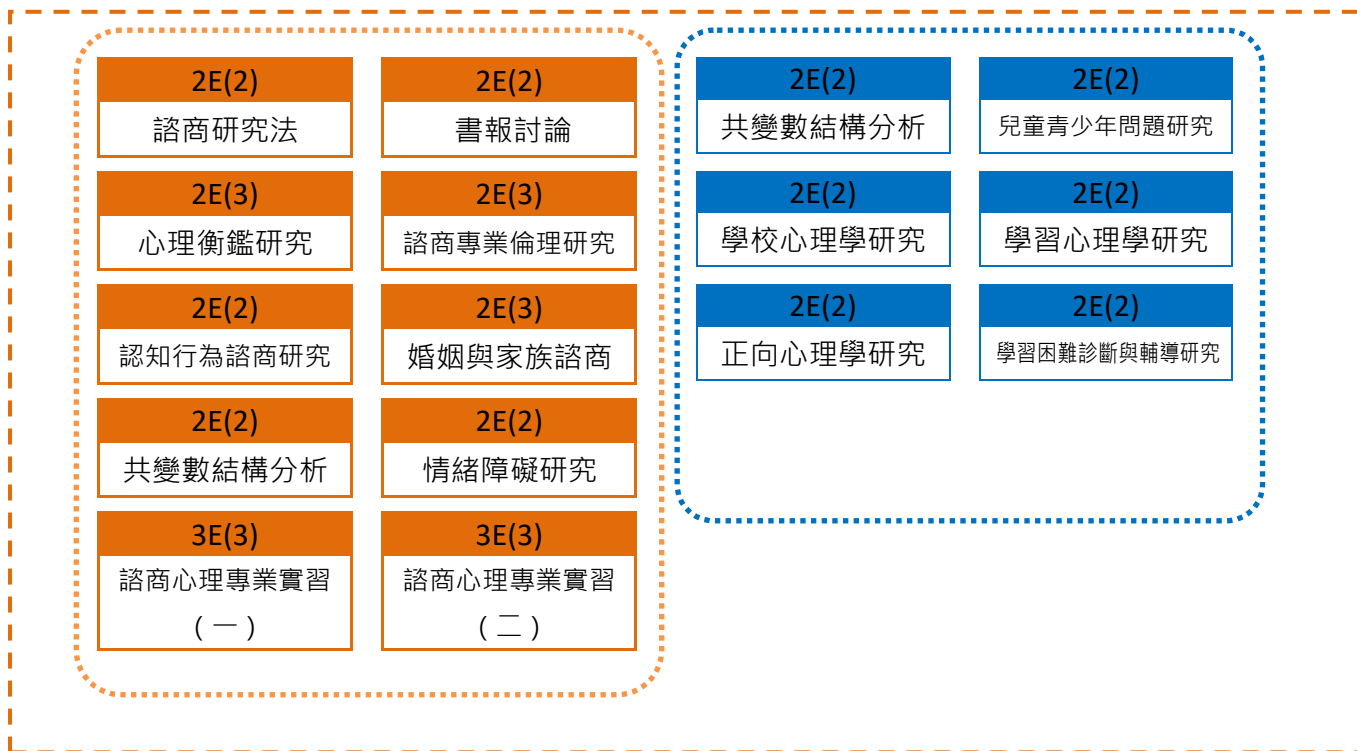 2E(2)
諮商研究法
2E(2)
書報討論
2E(3)
心理衡鑑研究
2E(3)
諮商專業倫理研究
2E(2)
認知行為諮商研究
2E(3)
婚姻與家族諮商
2E(2)
共變數結構分析
2E(2)
情緒障礙研究
3E(3)
諮商心理專業實習
(一)
3E(3)
諮商心理專業實習
(二)
2E(2)
共變數結構分析
2E(2)
兒童青少年問題研究
2E(2)
學校心理學研究
2E(2)
學習心理學研究
2E(2)
正向心理學研究
2E(2)
學習困難診斷與輔導研究